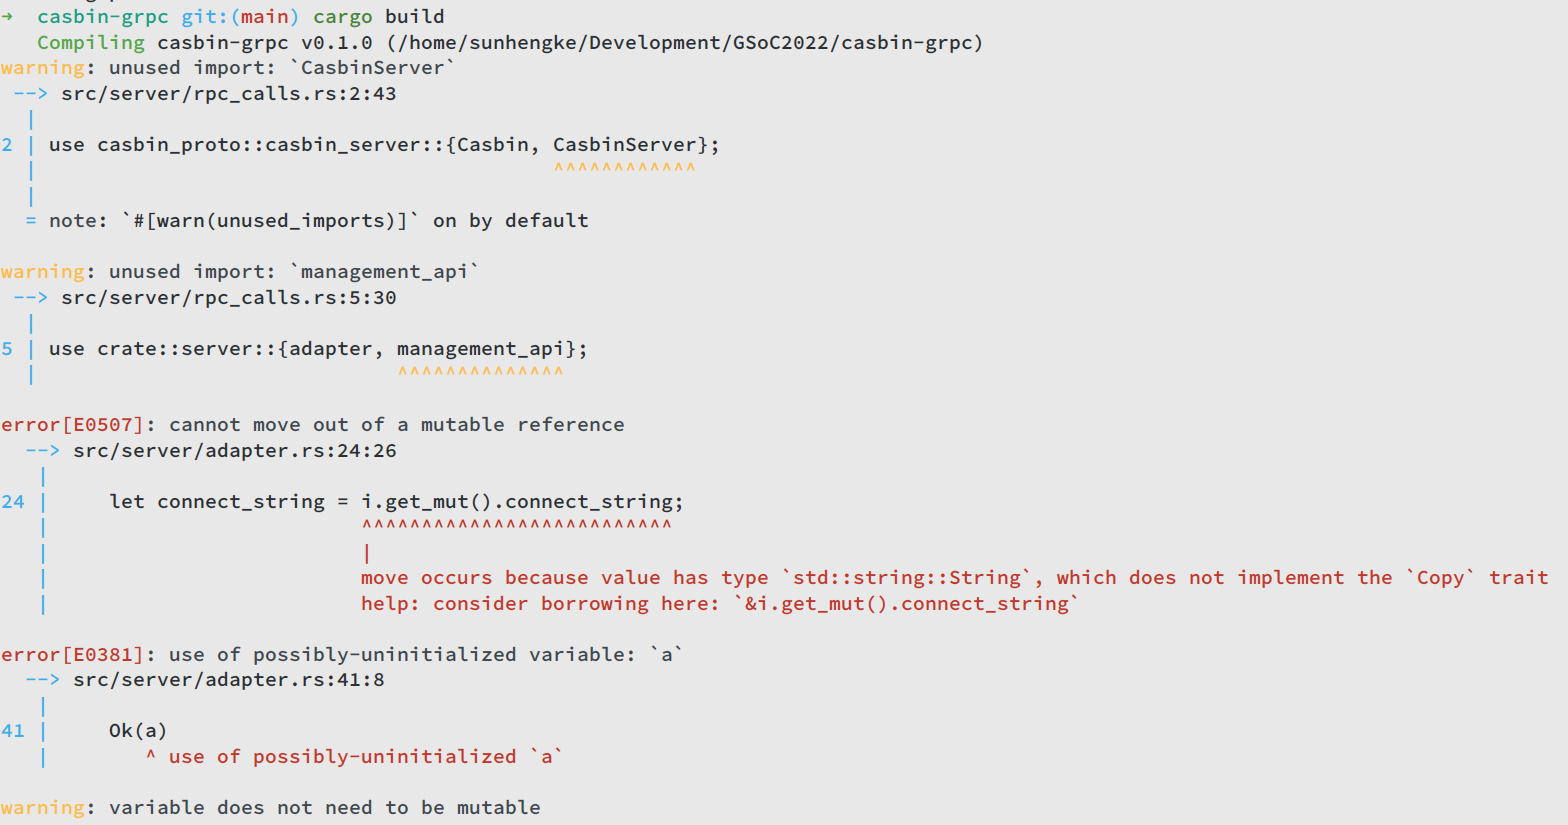 → casbin-grpc git:(main) cargo build
   Compiling casbin-grpc v0.1.0 (/home/sunhengke/Development/GSoC2022/casbin-grpc)
warning: unused import: `CasbinServer`
 --> src/server/rpc_calls.rs:2:43
  |
2 | use casbin_proto::casbin_server::{Casbin, CasbinServer};
  |                                           ^^^^^^^^^^^^
  |
  = note: `#[warn(unused_imports)]` on by default
warning: unused import: `management_api`
 --> src/server/rpc_calls.rs:5:30
  |
5 | use crate::server::{adapter, management_api};
  |                              ^^^^^^^^^^^^^^
error[E0507]: cannot move out of a mutable reference
  --> src/server/adapter.rs:24:26
   |
24 |     let connect_string = i.get_mut().connect_string;
   |                          ^^^^^^^^^^^^^^^^^^^^^^^^^^
   |                          |
   |                          move occurs because value has type `std::string::String`, which does not implement the `Copy` trait
   |                          help: consider borrowing here: `&i.get_mut().connect_string`
error[E0381]: use of possibly-uninitialized variable: `a`
  --> src/server/adapter.rs:41:8
   |
41 |     Ok(a)
   |        ^ use of possibly-uninitialized `a`
warning: variable does not need to be mutable